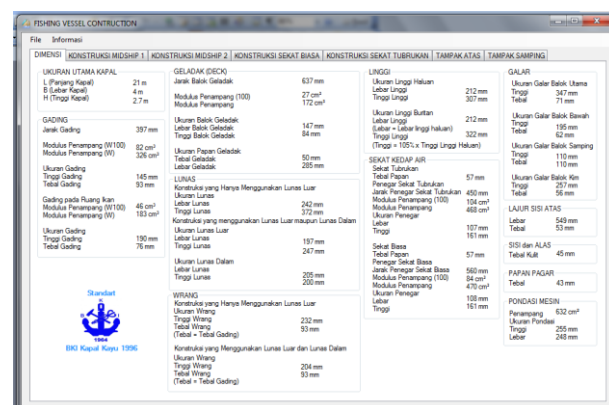 FISHING VESSEL CONTRUCTION
File Informasi
DIMENSI KONSTRUKSI MIDSHIP 1 KONSTRUKSI MIDSHIP 2 KONSTRUKSI SEKAT BIASA KONSTRUKSI SEKAT TUBRUKAN TAMPAK ATAS TAMPAK SAMPING
UKURAN UTAMA KAPAL
L (Panjang Kapal) 21 m
B (Lebar Kapal) 4 m
H (Tinggi Kapal) 2.7 m
GADING
Jarak Gading 397 mm
Modulus Penampang (W100) 82 cm³
Modulus Penampang (W) 326 cm³
Ukuran Gading
Tinggi Gading 145 mm
Tebal Gading 93 mm
Gading pada Ruang Ikan
Modulus Penampang (W100) 46 cm³
Modulus Penampang (W) 183 cm³
Ukuran Gading
Tinggi Gading 190 mm
Tebal Gading 76 mm
Standart
BKI
1964
BKI Kapal Kayu 1996
GELADAK (DECK)
Jarak Balok Geladak 637 mm
Modulus Penampang (100) 27 cm³
Modulus Penampang 172 cm³
Ukuran Balok Geladak
Lebar Balok Geladak 147 mm
Tinggi Balok Geladak 84 mm
Ukuran Papan Geladak
Tebal Geladak 50 mm
Lebar Geladak 285 mm
LUNAS
Konstruksi yang Hanya Menggunakan Lunas Luar
Ukuran Lunas
Lebar Lunas 242 mm
Tinggi Lunas 372 mm
Konstruksi yang menggunakan Lunas Luar maupun Lunas Dalam
Ukuran Lunas Luar
Lebar Lunas 197 mm
247 mm
Ukuran Lunas Dalam
Lebar Lunas
Tinggi Lunas 205 mm
200 mm
WRANG
Konstruksi yang Hanya Menggunakan Lunas Luar
Ukuran Wrang
Tinggi Wrang 232 mm
Tebal Wrang 93 mm
(Tebal = Tebal Gading)
Konstruksi yang Menggunakan Lunas Luar dan Lunas Dalam
Ukuran Wrang
Tinggi Wrang 204 mm
Tebal Wrang 93 mm
(Tebal = Tebal Gading)
LINGGI
Ukuran Linggi Haluan
Lebar Linggi 212 mm
Tinggi Linggi 307 mm
Ukuran Linggi Buritan
Lebar Linggi 212 mm
(Lebar = Lebar linggi haluan)
Tinggi Linggi 322 mm
(Tinggi = 105% x Tinggi Linggi Haluan)
SEKAT KEDAP AIR
Sekat Tubrukan
Tebal Papan 57 mm
Penegar Sekat Tubrukan
Jarak Penegar Sekat Tubrukan 450 mm
Modulus Penampang (100) 104 cm³
Modulus Penampang 468 cm³
Ukuran Penegar
Lebar 107 mm
Tinggi 161 mm
Sekat Biasa
Tebal Papan 57 mm
Penegar Sekat Biasa
Jarak Penegar Sekat Biasa 560 mm
Modulus Penampang (100) 84 cm³
Modulus Penampang 470 cm³
Ukuran Penegar
Lebar 108 mm
Tinggi 161 mm
GALAR
Ukuran Galar Balok Utama
Tinggi 347 mm
Tebal 71 mm
Ukuran Galar Balok Bawah
Tinggi 195 mm
Tebal 62 mm
Ukuran Galar Balok Samping
Tinggi 110 mm
Tebal 110 mm
Ukuran Galar Kim
Tinggi 257 mm
Tebal 56 mm
LAJUR SISI ATAS
Lebar 549 mm
Tebal 53 mm
SISI dan ALAS
Tebal Kulit 45 mm
PAPAN PAGAR
Tebal 43 mm
PONDASI MESIN
Penampang 632 cm²
Ukuran Pondasi
Tinggi 255 mm
Lebar 248 mm